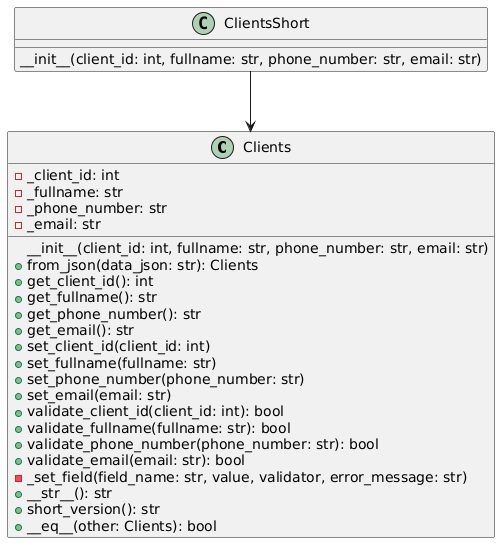 C ClientsShort
__init__(client_id: int, fullname: str, phone_number: str, email: str)
C Clients
_client_id: int
_fullname: str
_phone_number: str
_email: str
__init__(client_id: int, fullname: str, phone_number: str, email: str)
from_json(data_json: str): Clients
get_client_id(): int
get_fullname(): str
get_phone_number(): str
get_email(): str
set_client_id(client_id: int)
set_fullname(fullname: str)
set_phone_number(phone_number: str)
set_email(email: str)
validate_client_id(client_id: int): bool
validate_fullname(fullname: str): bool
validate_phone_number(phone_number: str): bool
validate_email(email: str): bool
_set_field(field_name: str, value, validator, error_message: str)
__str__(): str
short_version(): str
__eq__(other: Clients): bool